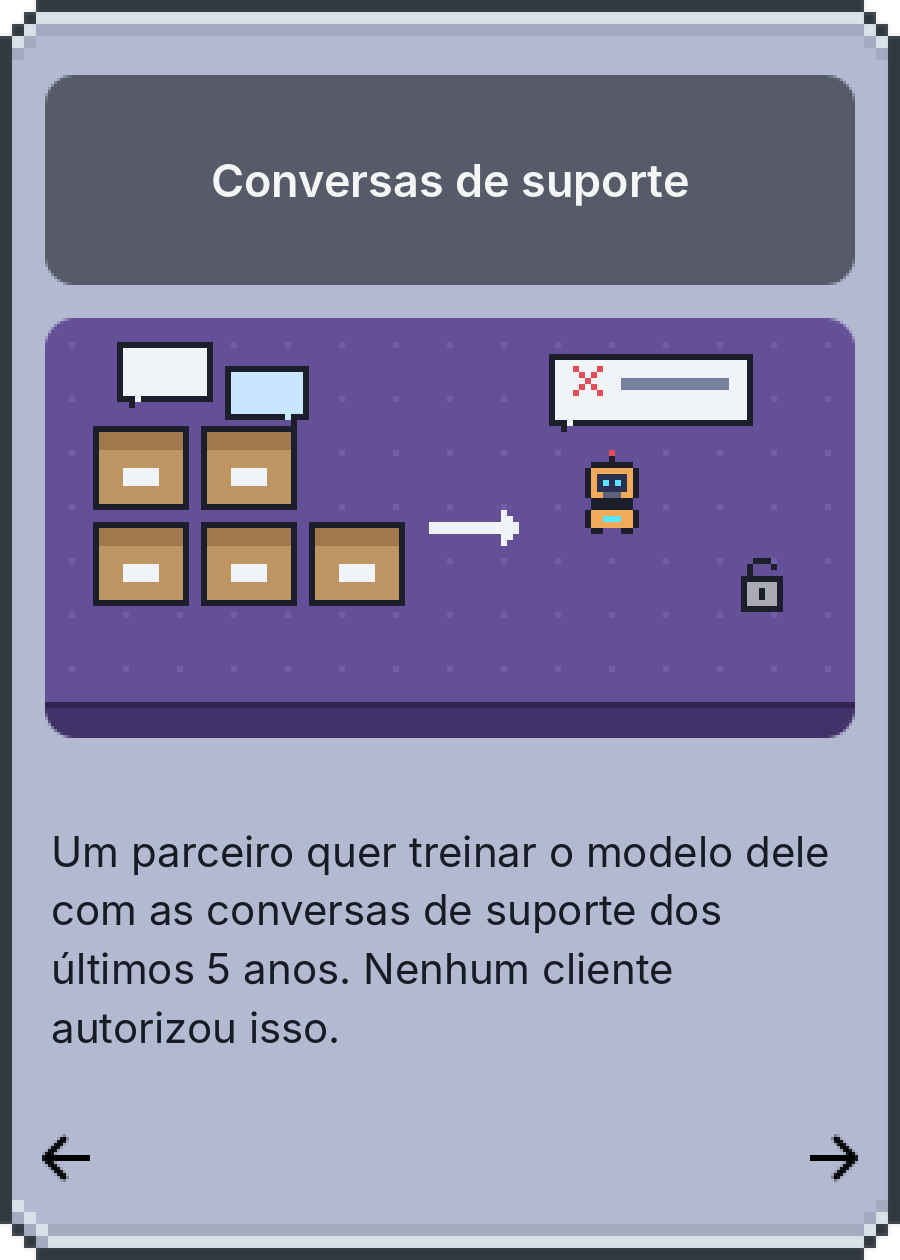 Conversas de suporte
Um parceiro quer treinar o modelo dele
com as conversas de suporte dos
últimos 5 anos. Nenhum cliente
autorizou isso.